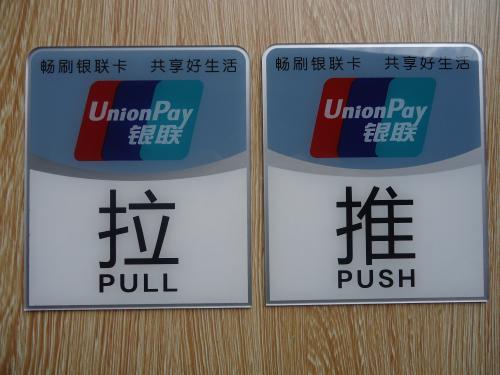 畅刷银联卡 共享好生活
UnionPay
银联
拉
PULL
畅刷银联卡 共享好生活
UnionPay
银联
推
PUSH